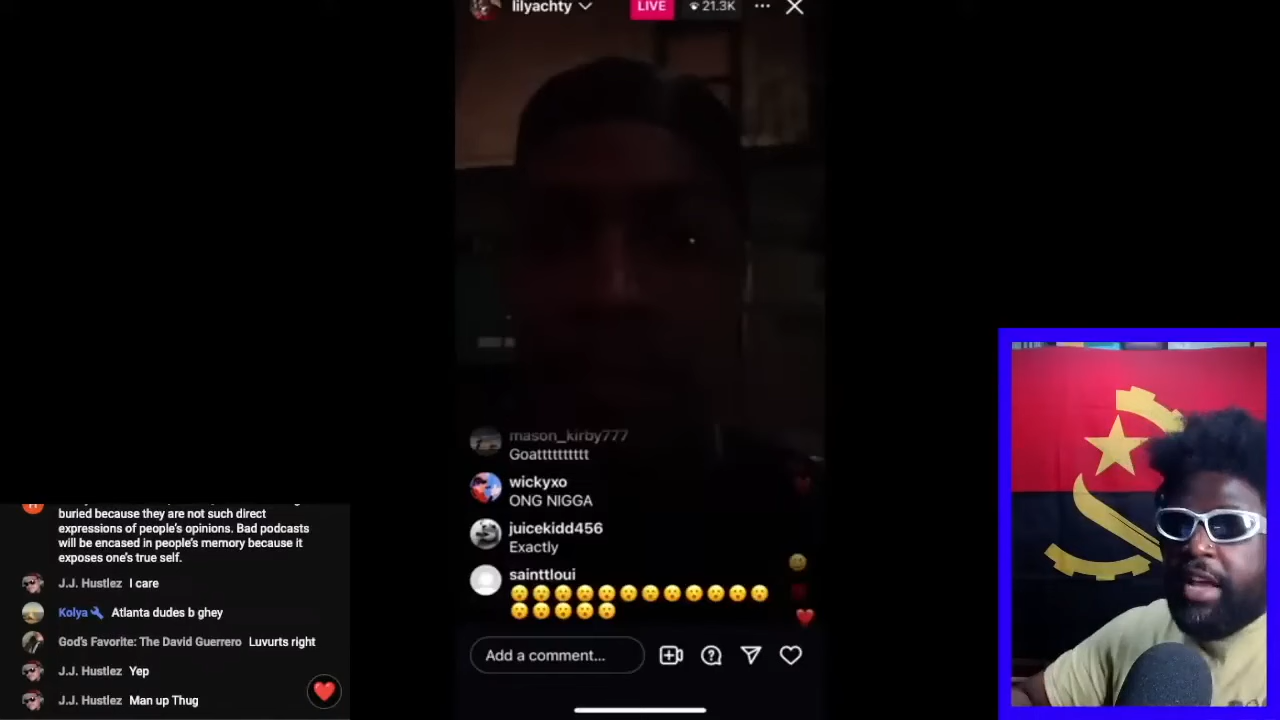 lilyachty
LIVE
21.3K
mason_kirby777
Goatttttttttt
wickyxo
ONG NIGGA
juicekidd456
Exactly
sainttloui
Add a comment...
buried because they are not such direct
expressions of people's opinions. Bad podcasts
will be encased in people's memory because it
exposes one's true self.
J.J. Hustlez I care
Kolya Atlanta dudes b ghey
God's Favorite: The David Guerrero Luvurts right
J.J. Hustlez Yep
J.J. Hustlez Man up Thug